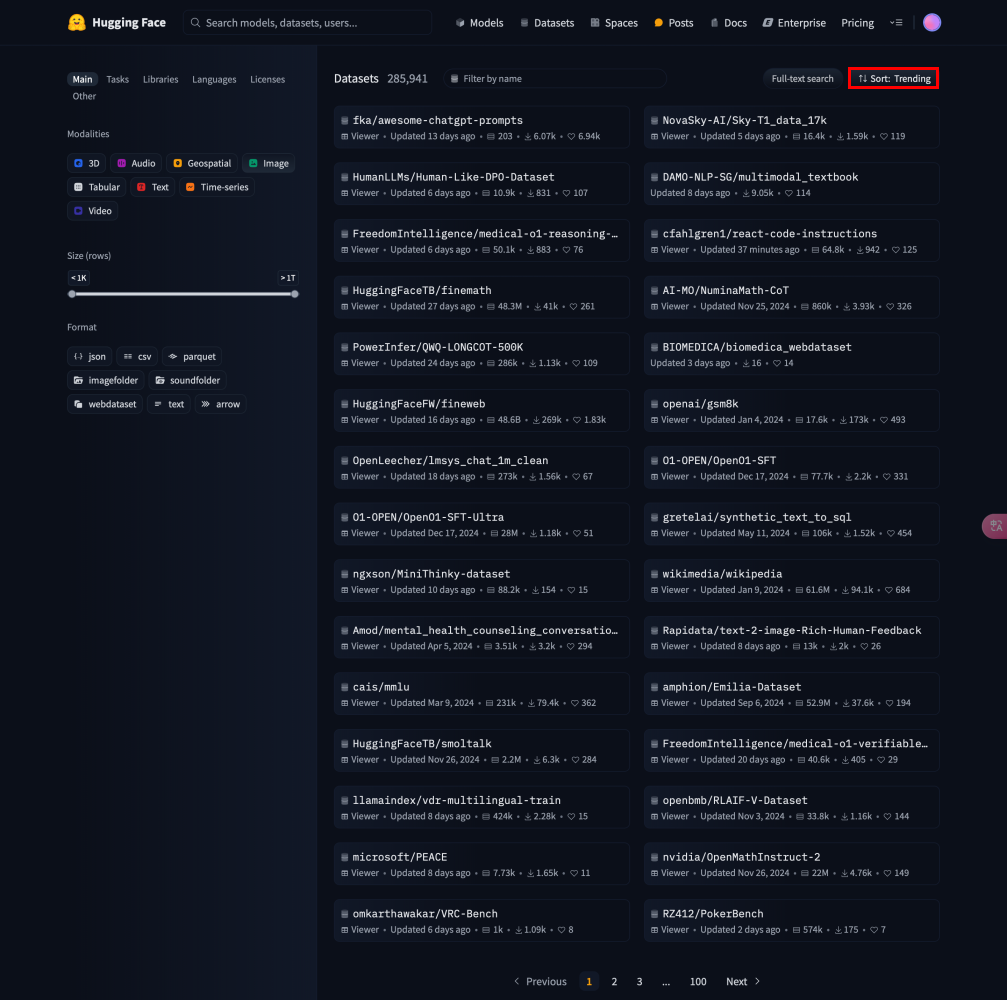 Hugging Face
Search models, datasets, users...
Models
Datasets
Spaces
Posts
Docs
Enterprise
Pricing
Main Tasks Libraries Languages Licenses
Other
Modalities
3D Audio Geospatial Image
Tabular Text Time-series
Video
Size (rows)
<1K >1T
Format
json csv parquet
imagefolder soundfolder
webdataset text arrow
Datasets 285,941
Filter by name
Full-text search
Sort: Trending
fka/awesome-chatgpt-prompts
Viewer • Updated 13 days ago • 203 • 6.07k • 6.94k
NovaSky-AI/Sky-T1_data_17k
Viewer • Updated 5 days ago • 16.4k • 1.59k • 119
HumanLLMs/Human-Like-DPO-Dataset
Viewer • Updated 6 days ago • 10.9k • 831 • 107
DAMO-NLP-SG/multimodal_textbook
Updated 8 days ago • 9.05k • 114
FreedomIntelligence/medical-o1-reasoning-…
Viewer • Updated 6 days ago • 50.1k • 883 • 76
cfahlgren1/react-code-instructions
Viewer • Updated 37 minutes ago • 64.8k • 942 • 125
HuggingFaceTB/finemath
Viewer • Updated 27 days ago • 48.3M • 41k • 261
AI-MO/NuminaMath-CoT
Viewer • Updated Nov 25, 2024 • 860k • 3.93k • 326
PowerInfer/QWQ-LONGCOT-500K
Viewer • Updated 24 days ago • 286k • 1.13k • 109
BIOMEDICA/biomedica_webdataset
Updated 3 days ago • 16 • 14
HuggingFaceFW/fineweb
Viewer • Updated 16 days ago • 48.6B • 269k • 1.83k
openai/gsm8k
Viewer • Updated Jan 4, 2024 • 17.6k • 173k • 493
OpenLeecher/lmsys_chat_1m_clean
Viewer • Updated 18 days ago • 273k • 1.56k • 67
O1-OPEN/OpenO1-SFT
Viewer • Updated Dec 17, 2024 • 77.7k • 2.2k • 331
O1-OPEN/OpenO1-SFT-Ultra
Viewer • Updated Dec 17, 2024 • 28M • 1.18k • 51
gretelai/synthetic_text_to_sql
Viewer • Updated May 11, 2024 • 106k • 1.52k • 454
ngxson/MiniThinky-dataset
Viewer • Updated 10 days ago • 88.2k • 154 • 15
wikimedia/wikipedia
Viewer • Updated Jan 9, 2024 • 61.6M • 94.1k • 684
Amod/mental_health_counseling_conversatio…
Viewer • Updated Apr 5, 2024 • 3.51k • 3.2k • 294
Rapidata/text-2-image-Rich-Human-Feedback
Viewer • Updated 8 days ago • 13k • 2k • 26
cais/mmlu
Viewer • Updated Mar 9, 2024 • 231k • 79.4k • 362
amphion/Emilia-Dataset
Viewer • Updated Sep 6, 2024 • 52.9M • 37.6k • 194
HuggingFaceTB/smoltalk
Viewer • Updated Nov 26, 2024 • 2.2M • 6.3k • 284
FreedomIntelligence/medical-o1-verifiable…
Viewer • Updated 20 days ago • 40.6k • 405 • 29
llamaindex/vdr-multilingual-train
Viewer • Updated 8 days ago • 424k • 2.28k • 15
openbmb/RLAIF-V-Dataset
Viewer • Updated Nov 3, 2024 • 33.8k • 1.16k • 144
microsoft/PEACE
Viewer • Updated 8 days ago • 7.73k • 1.65k • 11
nvidia/OpenMathInstruct-2
Viewer • Updated Nov 26, 2024 • 22M • 4.76k • 149
omkarthawakar/VRC-Bench
Viewer • Updated 6 days ago • 1k • 1.09k • 8
RZ412/PokerBench
Viewer • Updated 2 days ago • 574k • 175 • 7
Previous 1 2 3 ... 100 Next